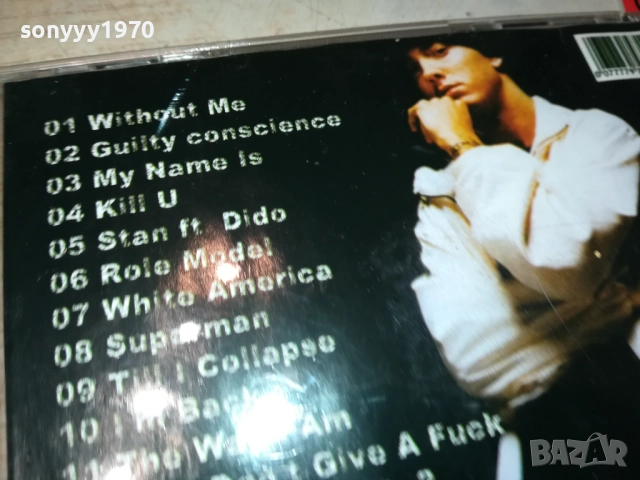 sonyyy1970
01 Without Me
02 Guilty conscience
03 My Name Is
04 Kill U
05 Stan ft. Dido
06 Role Model
07 White America
08 Superman
09 Till I Collapse
10 I'm Back
11 The Way I Am
Don't Give A Fuck
BAZAR